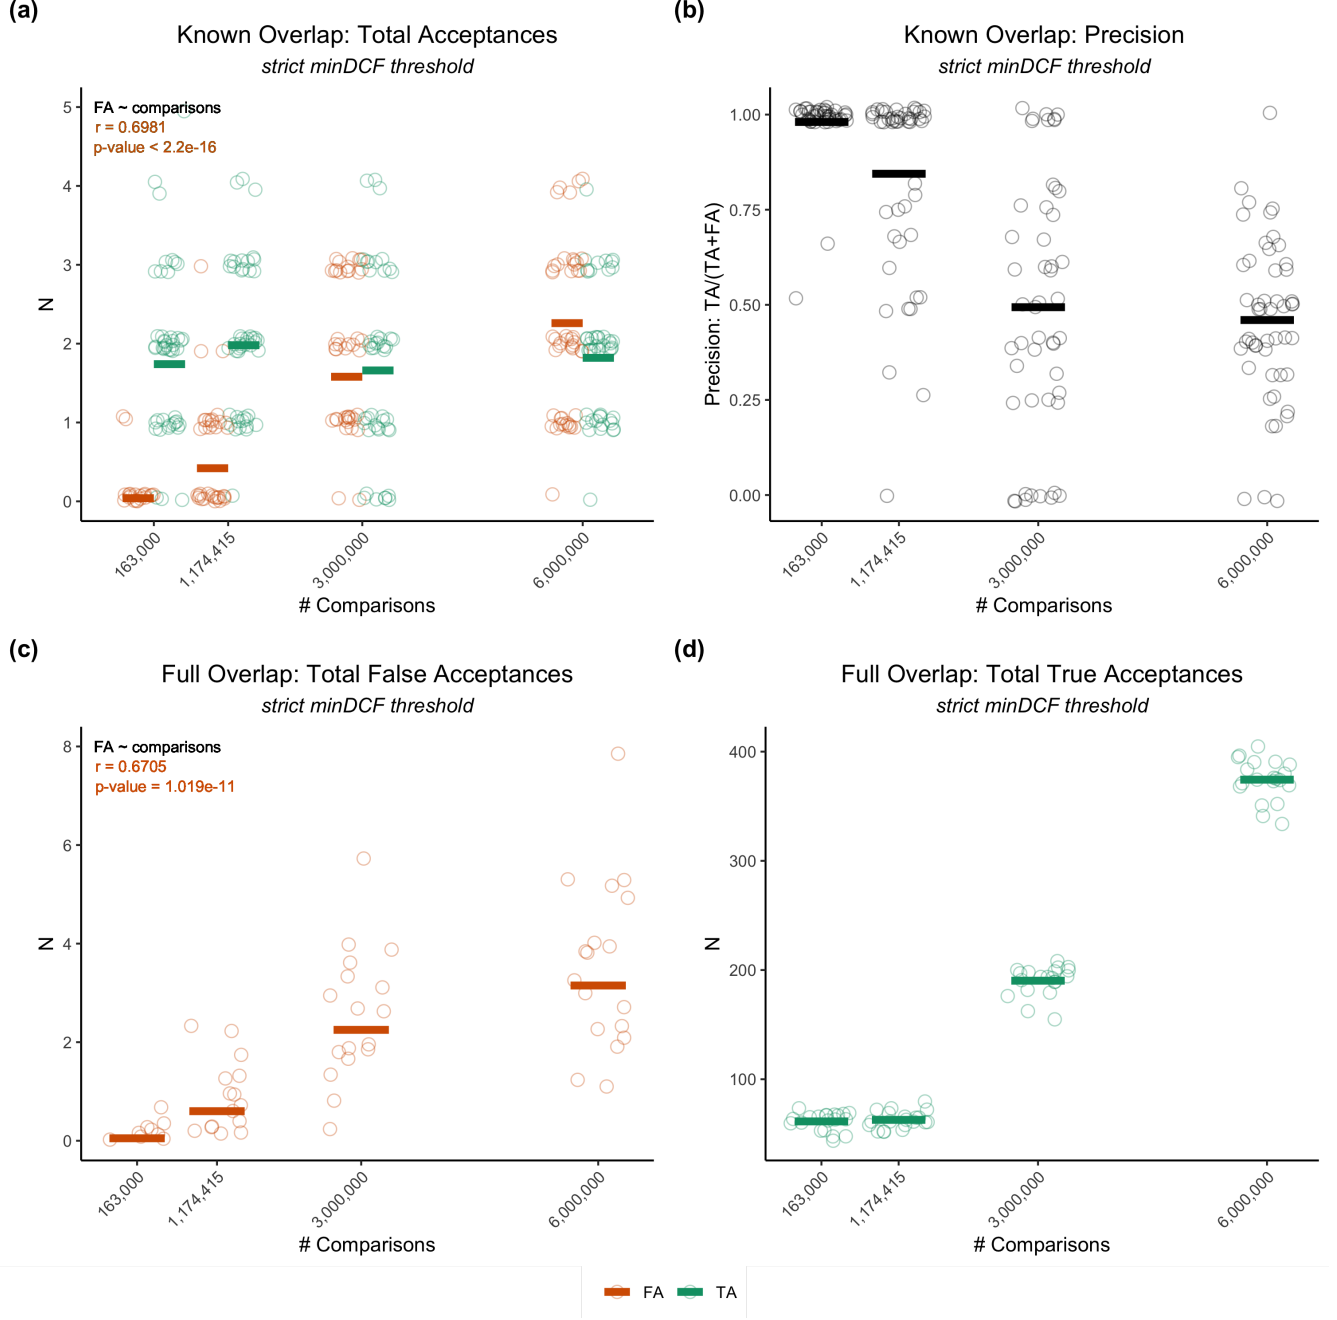 (a)
Known Overlap: Total Acceptances
strict minDCF threshold
FA ~ comparisons
r = 0.6981
p-value < 2.2e-16
N
5
4
3
2
1
0
163,000
1,174,415
3,000,000
6,000,000
# Comparisons
(b)
Known Overlap: Precision
strict minDCF threshold
Precision: TA/(TA+FA)
1.00
0.75
0.50
0.25
0.00
163,000
1,174,415
3,000,000
6,000,000
# Comparisons
(c)
Full Overlap: Total False Acceptances
strict minDCF threshold
FA ~ comparisons
r = 0.6705
p-value = 1.019e-11
N
8
6
4
2
0
163,000
1,174,415
3,000,000
6,000,000
# Comparisons
(d)
Full Overlap: Total True Acceptances
strict minDCF threshold
N
400
300
200
100
163,000
1,174,415
3,000,000
6,000,000
# Comparisons
FA TA